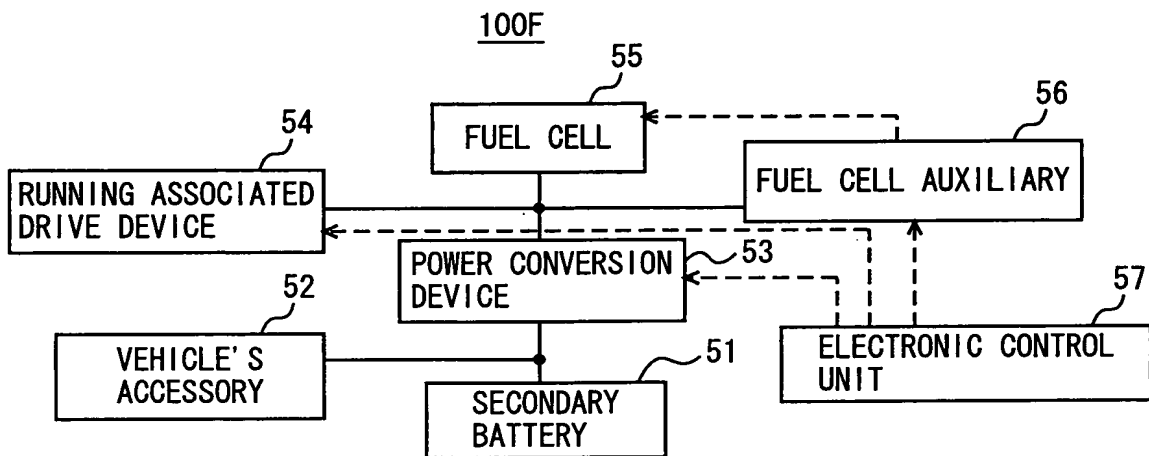 100F
55
FUEL CELL
56
FUEL CELL AUXILIARY
54
RUNNING ASSOCIATED
DRIVE DEVICE
53
POWER CONVERSION
DEVICE
52
VEHICLE'S
ACCESSORY
51
SECONDARY
BATTERY
57
ELECTRONIC CONTROL
UNIT